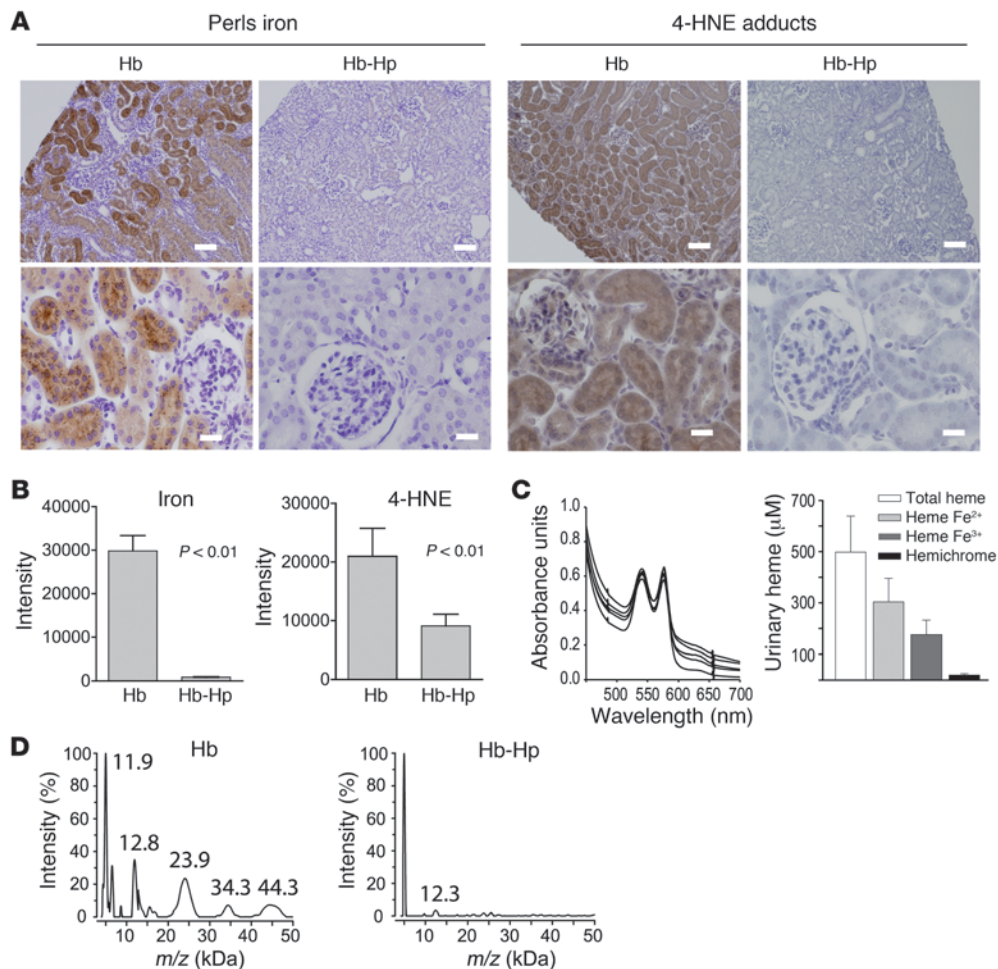 A
Perls iron
4-HNE adducts
Hb
Hb-Hp
Hb
Hb-Hp
B
Iron
40000
30000
20000
10000
0
Intensity
P < 0.01
Hb
Hb-Hp
4-HNE
30000
20000
10000
0
Intensity
P < 0.01
Hb
Hb-Hp
C
1.0
0.8
0.6
0.4
0.2
0.0
Absorbance units
500
550
600
650
700
Wavelength (nm)
700
500
300
100
Urinary heme (μM)
Total heme
Heme Fe²⁺
Heme Fe³⁺
Hemichrome
D
Hb
100
80
60
40
20
0
Intensity (%)
11.9
12.8
23.9
34.3
44.3
10
20
30
40
50
m/z (kDa)
Hb-Hp
100
80
60
40
20
0
Intensity (%)
12.3
10
20
30
40
50
m/z (kDa)